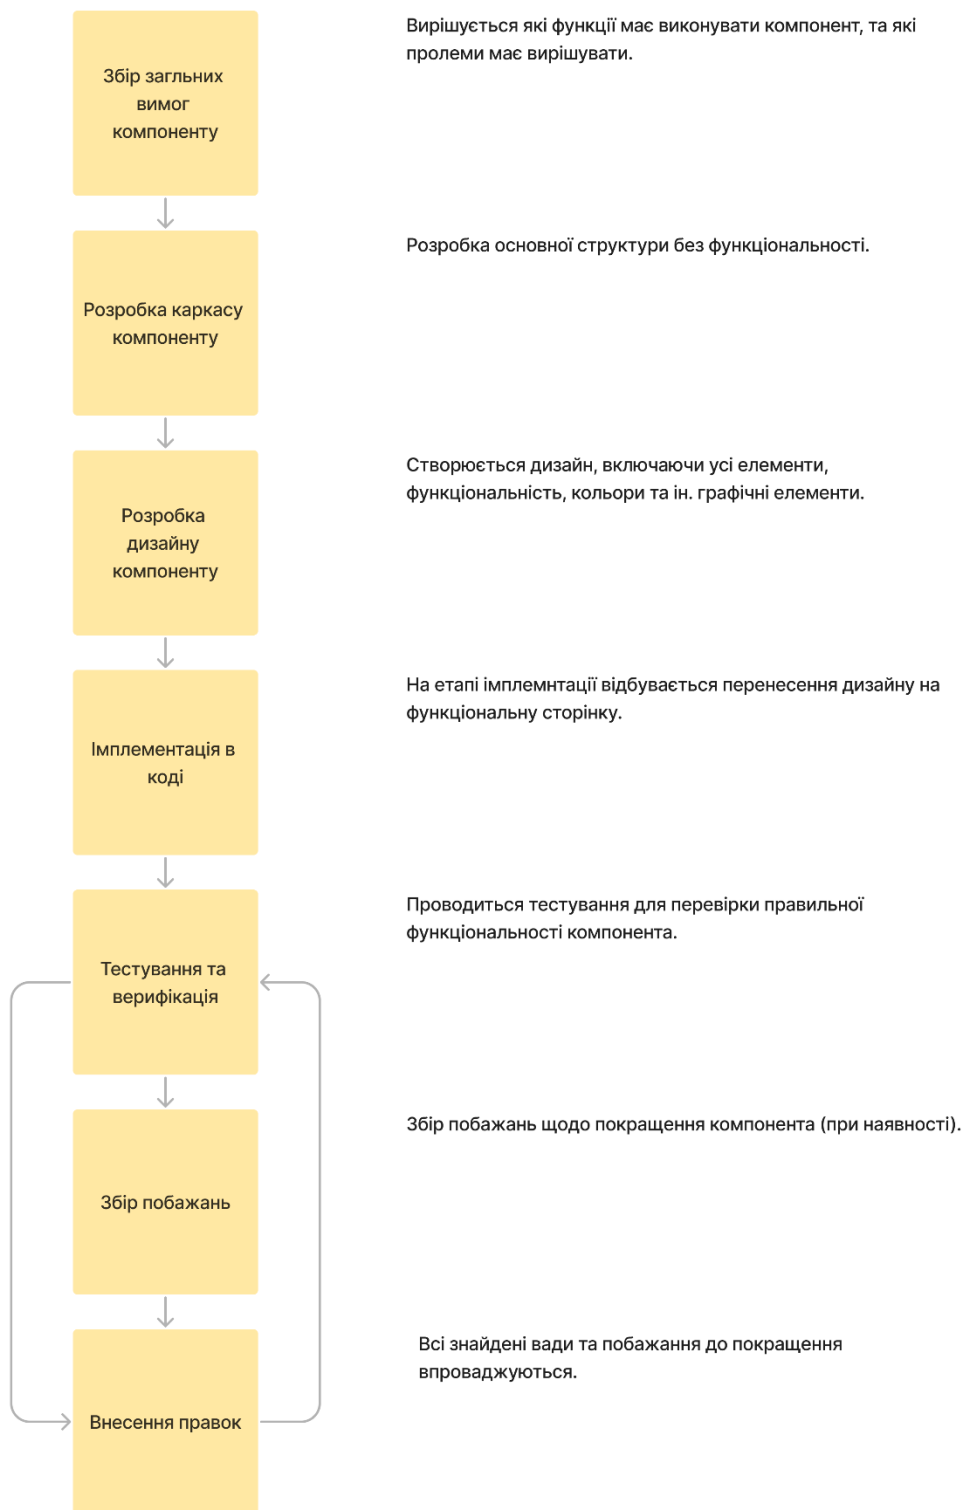 Вирішується які функції має виконувати компонент, та які
пролеми має вирішувати.
Збір загльних
вимог
компоненту
Розробка основної структури без функціональності.
Розробка каркасу
компоненту
Створюється дизайн, включаючи усі елементи,
функціональність, кольори та ін. графічні елементи.
Розробка
дизайну
компоненту
На етапі імплемнтації відбувається перенесення дизайну на
функціональну сторінку.
Імплементація в
коді
Проводиться тестування для перевірки правильної
функціональності компонента.
Тестування та
верифікація
Збір побажань щодо покращення компонента (при наявності).
Збір побажань
Всі знайдені вади та побажання до покращення
впроваджуються.
Внесення правок